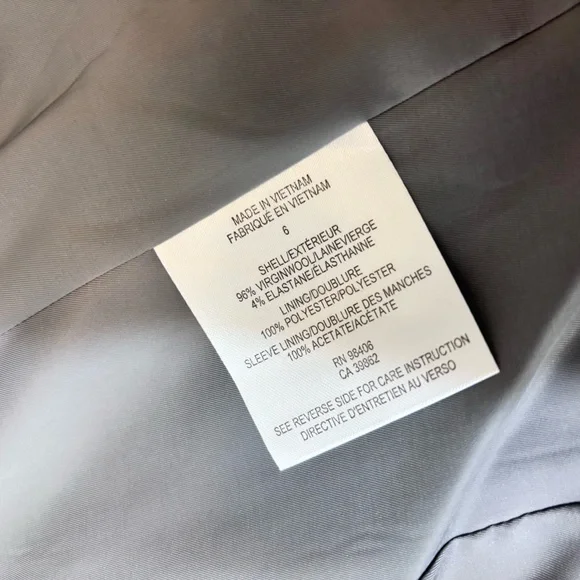 MADE IN VIETNAM
FABRIQUÉ EN VIETNAM
6
SHELL/EXTÉRIEUR
96% VIRGINWOOL/LAINEVIERGE
4% ELASTANE/ÉLASTHANNE
LINING/DOUBLURE
100% POLYESTER/POLYESTER
SLEEVE LINING/DOUBLURE DES MANCHES
100% ACETATE/ACÉTATE
RN 98406
CA 39862
SEE REVERSE SIDE FOR CARE INSTRUCTION
DIRECTIVE D'ENTRETIEN AU VERSO